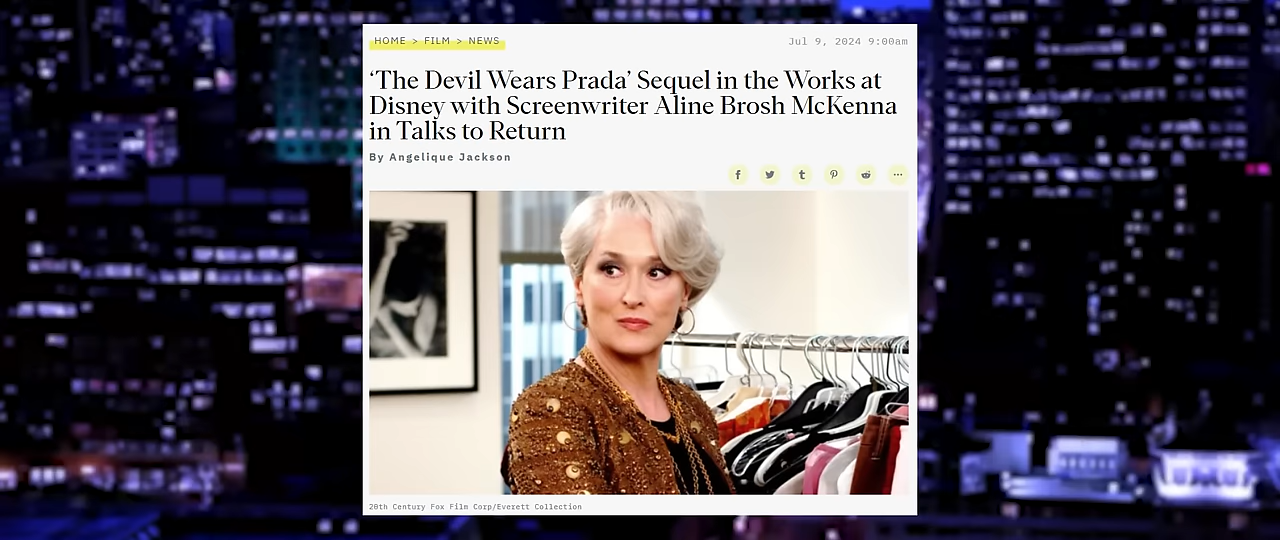 HOME > FILM > NEWS
Jul 9, 2024 9:00am
‘The Devil Wears Prada’ Sequel in the Works at
Disney with Screenwriter Aline Brosh McKenna
in Talks to Return
By Angelique Jackson
20th Century Fox Film Corp/Everett Collection